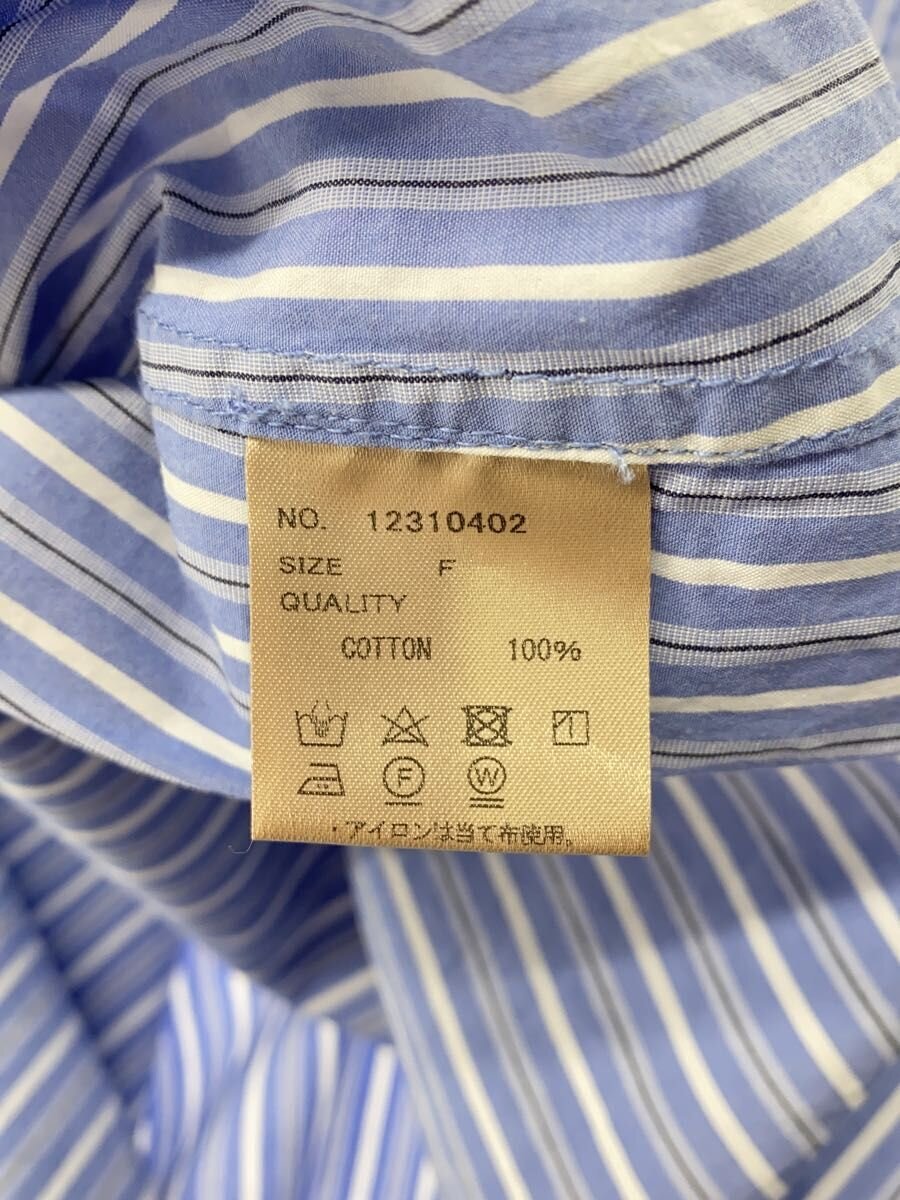 NO. 12310402
SIZE F
QUALITY
COTTON 100%
F W
・アイロンは当て布使用。